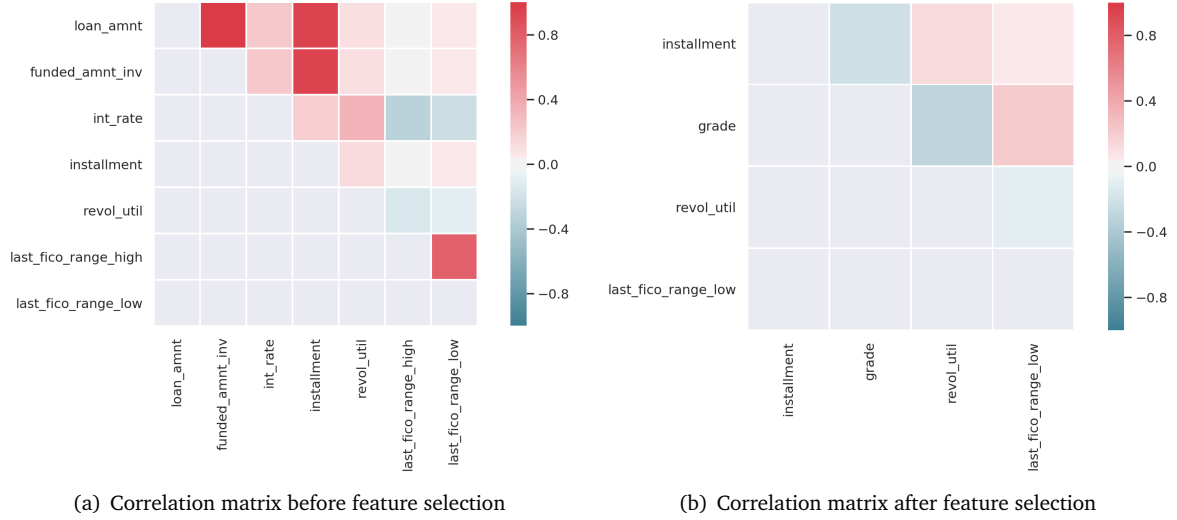 loan_amnt
funded_amnt_inv
int_rate
installment
revol_util
last_fico_range_high
last_fico_range_low
loan_amnt
funded_amnt_inv
int_rate
installment
revol_util
last_fico_range_high
last_fico_range_low
0.8
0.4
0.0
−0.4
−0.8
(a) Correlation matrix before feature selection
installment
grade
revol_util
last_fico_range_low
installment
grade
revol_util
last_fico_range_low
0.8
0.4
0.0
−0.4
−0.8
(b) Correlation matrix after feature selection